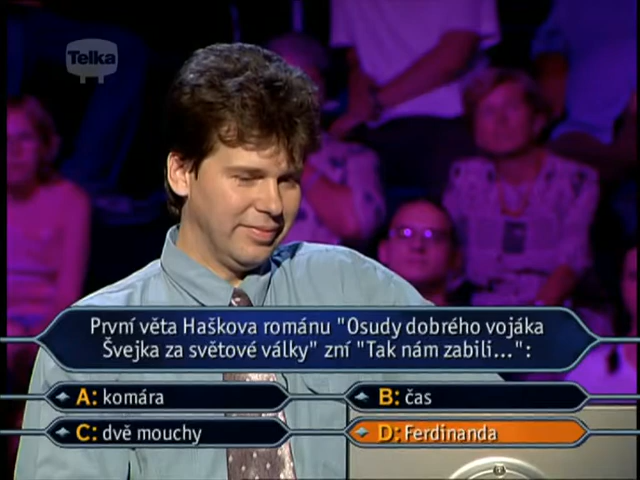 Telka
První věta Haškova románu "Osudy dobrého vojáka
Švejka za světové války" zní "Tak nám zabili...":
A: komára
B: čas
C: dvě mouchy
D: Ferdinanda